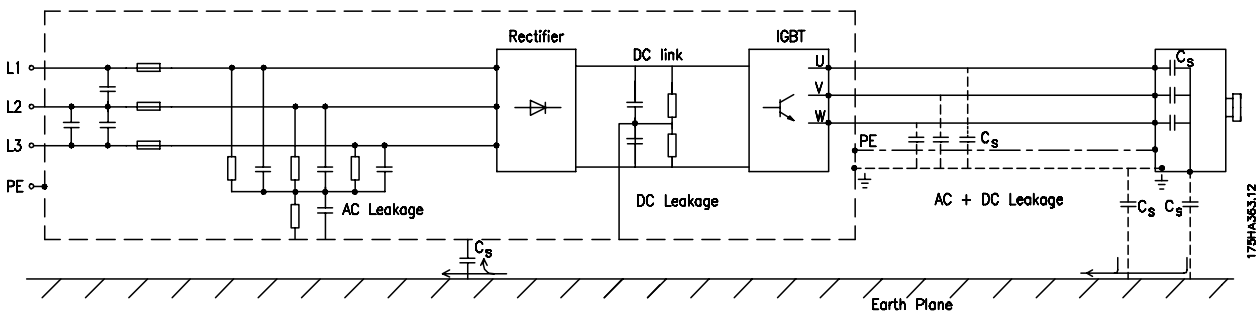 Rectifier
IGBT
DC link
L1
L2
L3
PE
U
V
W
PE
Cs
Cs
AC Leakage
DC Leakage
AC + DC Leakage
Cs
Cs
Cs
Earth Plane
175HA363.12